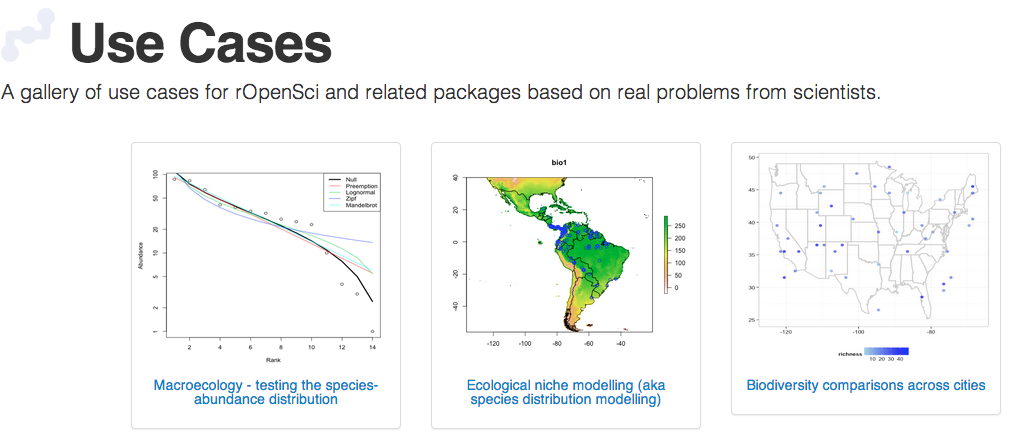 Use Cases
A gallery of use cases for rOpenSci and related packages based on real problems from scientists.
100
50
20
10
5
2
1
Abundance
2 4 6 8 10 12 14
Rank
Null
Preemption
Lognormal
Zipf
Mandelbrot
Macroecology - testing the species-
abundance distribution
bio1
40
20
0
-20
-40
-120 -100 -80 -60 -40
250
200
150
100
50
0
Ecological niche modelling (aka
species distribution modelling)
50
45
40
35
30
25
-120 -100 -80
richness
10 20 30 40
Biodiversity comparisons across cities